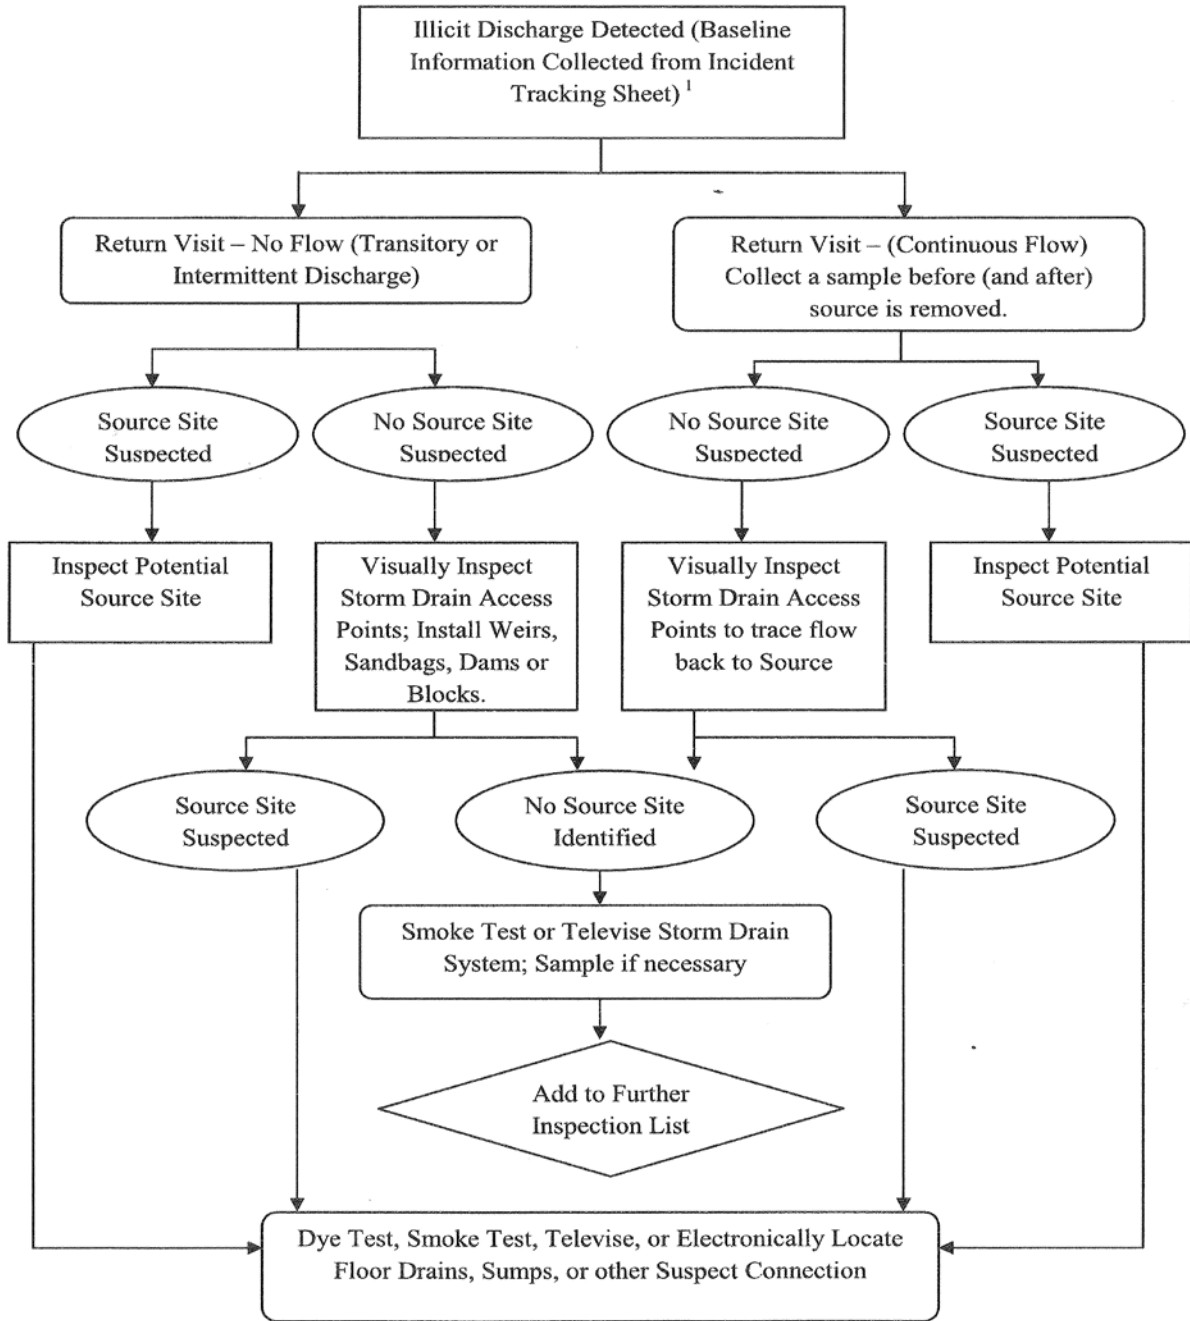 Illicit Discharge Detected (Baseline
Information Collected from Incident
Tracking Sheet) 1
Return Visit – No Flow (Transitory or
Intermittent Discharge)
Return Visit – (Continuous Flow)
Collect a sample before (and after)
source is removed.
Source Site
Suspected
No Source Site
Suspected
No Source Site
Suspected
Source Site
Suspected
Inspect Potential
Source Site
Visually Inspect
Storm Drain Access
Points; Install Weirs,
Sandbags, Dams or
Blocks.
Visually Inspect
Storm Drain Access
Points to trace flow
back to Source
Inspect Potential
Source Site
Source Site
Suspected
No Source Site
Identified
Source Site
Suspected
Smoke Test or Televise Storm Drain
System; Sample if necessary
Add to Further
Inspection List
Dye Test, Smoke Test, Televise, or Electronically Locate
Floor Drains, Sumps, or other Suspect Connection